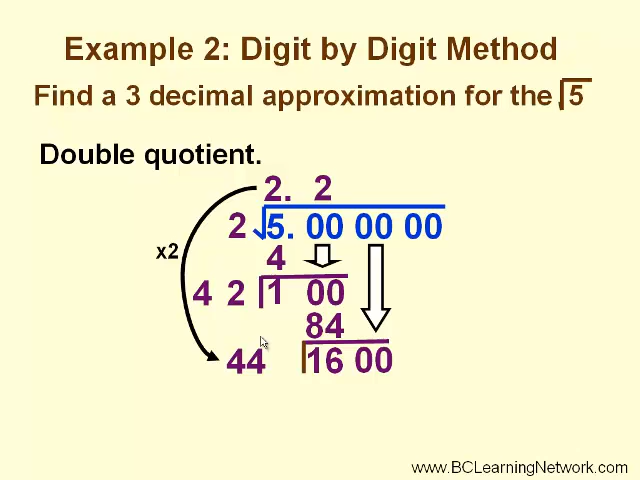 Example 2: Digit by Digit Method
Find a 3 decimal approximation for the √5
Double quotient.
2. 2
2 √5. 00 00 00
x2
4
4 2 1 00
84
44 16 00
www.BCLearningNetwork.com